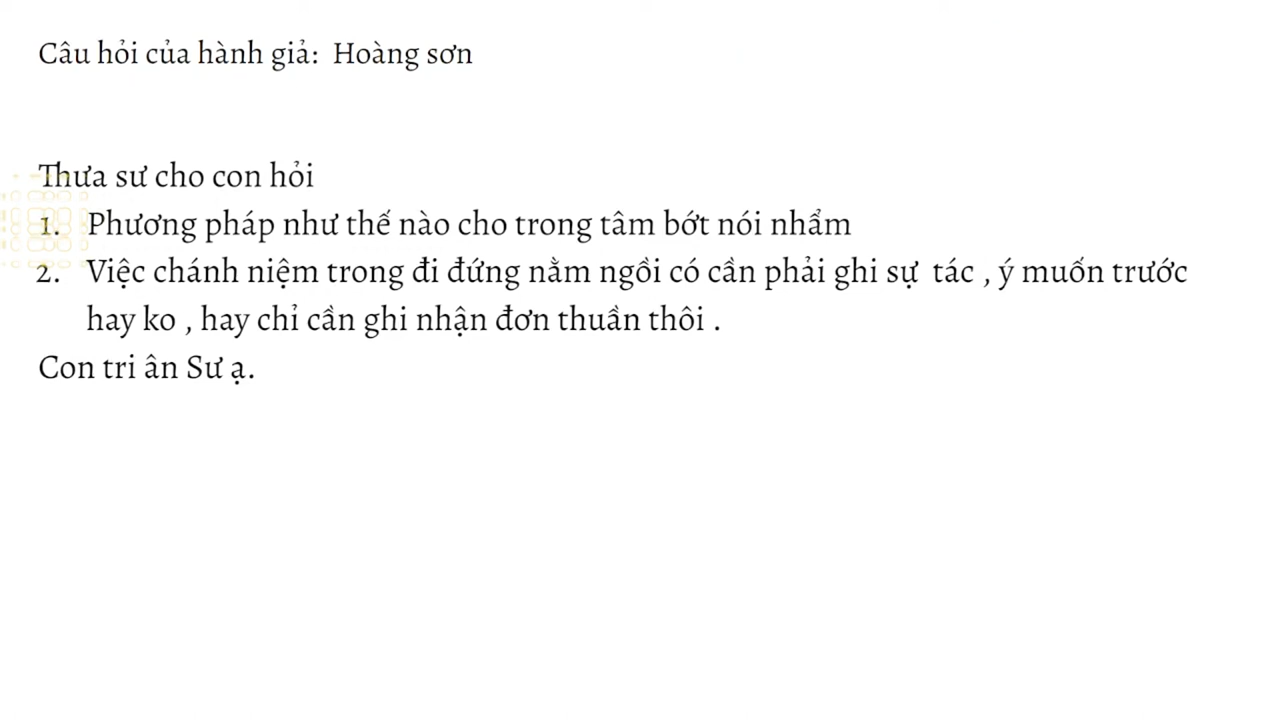 Câu hỏi của hành giả: Hoàng sơn
Thưa sư cho con hỏi
1. Phương pháp như thế nào cho trong tâm bớt nói nhẩm
2. Việc chánh niệm trong đi đứng nằm ngồi có cần phải ghi sự tác , ý muốn trước
hay ko , hay chỉ cần ghi nhận đơn thuần thôi .
Con tri ân Sư ạ.